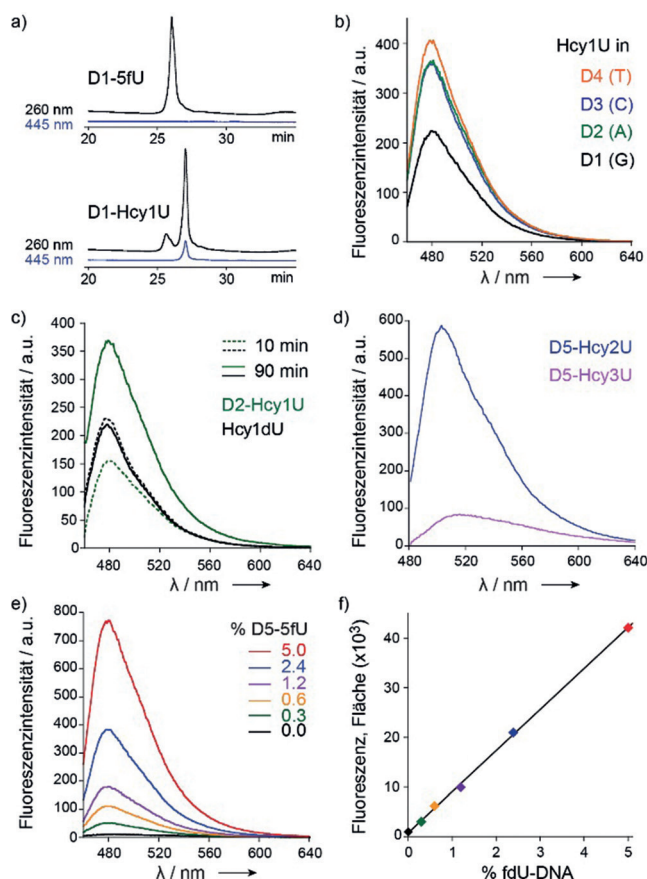 a)
D1-5fU
260 nm
445 nm
20 25 30 min
D1-Hcy1U
260 nm
445 nm
20 25 30 min
b)
Fluoreszenzintensität / a.u.
400
300
200
100
0
Hcy1U in
D4 (T)
D3 (C)
D2 (A)
D1 (G)
480 520 560 600 640
λ / nm
c)
Fluoreszenzintensität / a.u.
400
350
300
250
200
150
100
50
0
10 min
90 min
D2-Hcy1U
Hcy1dU
480 520 560 600 640
λ / nm
d)
Fluoreszenzintensität / a.u.
600
500
400
300
200
100
0
D5-Hcy2U
D5-Hcy3U
480 520 560 600 640
λ / nm
e)
Fluoreszenzintensität / a.u.
800
700
600
500
400
300
200
100
0
% D5-5fU
5.0
2.4
1.2
0.6
0.3
0.0
480 520 560 600 640
λ / nm
f)
Fluoreszenz, Fläche (x10³)
40
30
20
10
0
0 1 2 3 4 5
% fdU-DNA